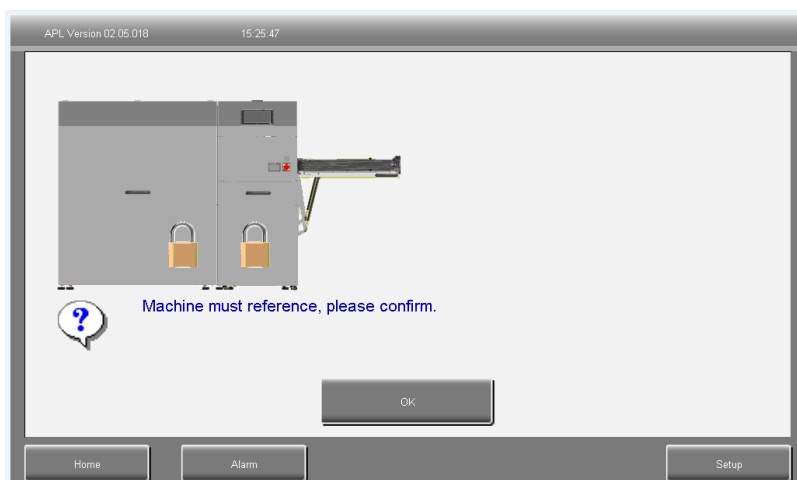 APL Version 02.05.018 15:25:47
?
Machine must reference, please confirm.
OK
Home Alarm Setup